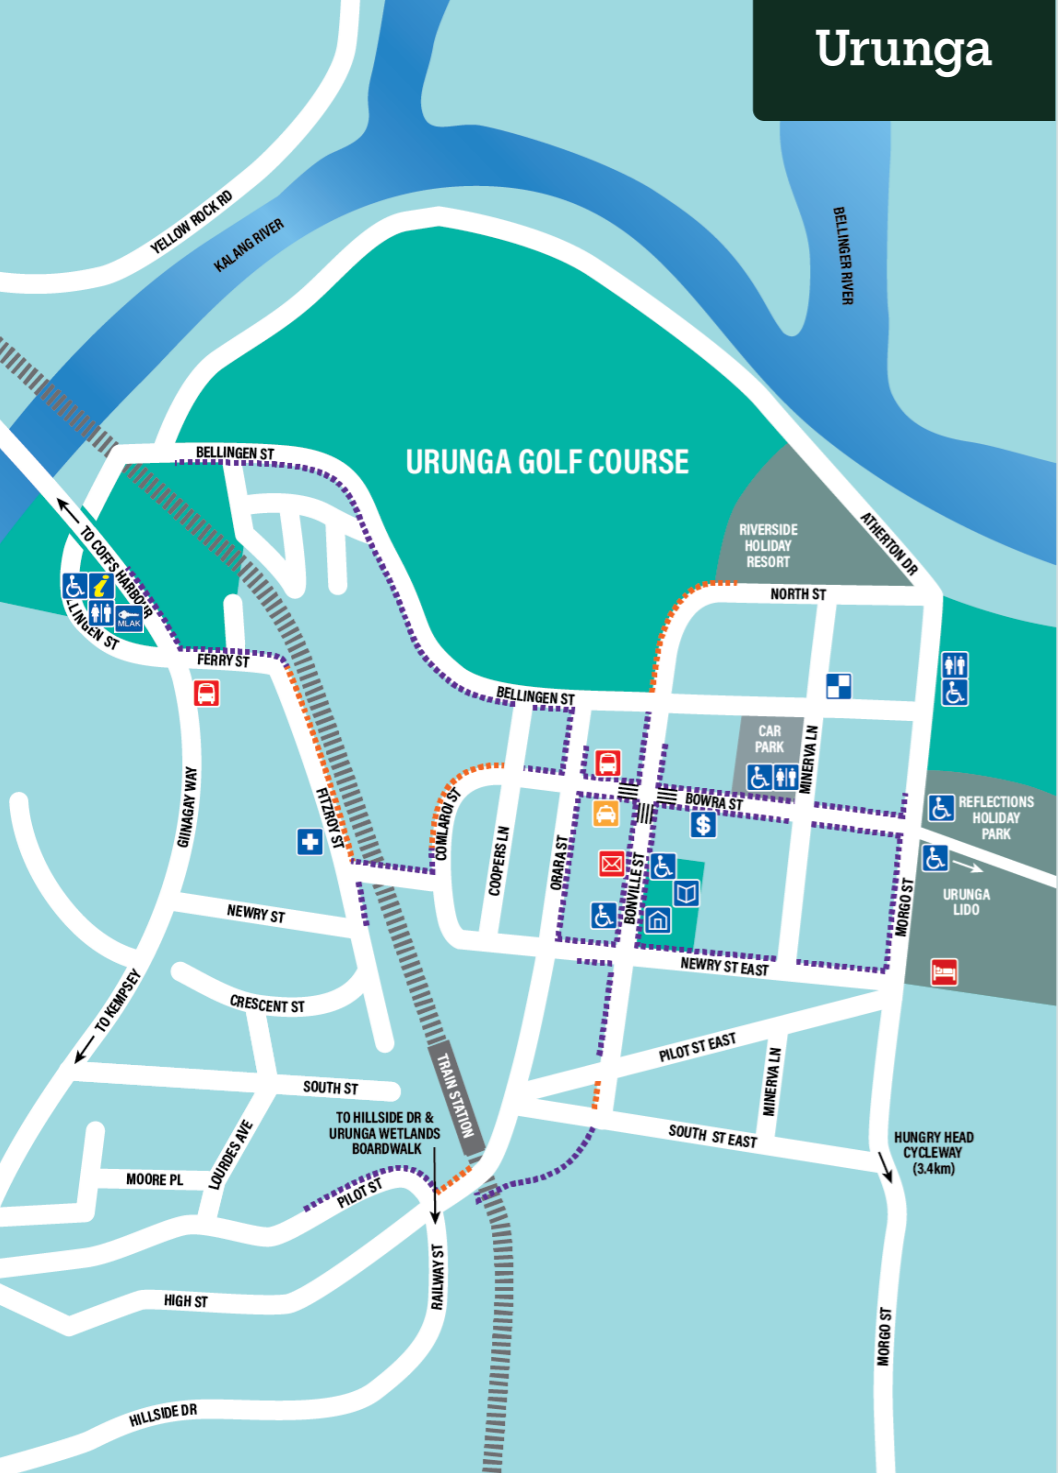 Urunga
YELLOW ROCK RD
KALANG RIVER
BELLINGER RIVER
BELLINGEN ST
URUNGA GOLF COURSE
RIVERSIDE
HOLIDAY
RESORT
ATHERTON DR
TO COFFS HARBOUR
MLAK
LLINGEN ST
FERRY ST
NORTH ST
BELLINGEN ST
CAR
PARK
MINERVA LN
GIINAGAY WAY
FITZROY ST
COMLAROI ST
COOPERS LN
ORARA ST
BONVILLE ST
BOWRA ST
$
REFLECTIONS
HOLIDAY
PARK
URUNGA
LIDO
MORGO ST
NEWRY ST
NEWRY ST EAST
TO KEMPSEY
CRESCENT ST
TRAIN STATION
PILOT ST EAST
MINERVA LN
SOUTH ST
SOUTH ST EAST
TO HILLSIDE DR &
URUNGA WETLANDS
BOARDWALK
HUNGRY HEAD
CYCLEWAY
(3.4km)
LOURDES AVE
MOORE PL
PILOT ST
HIGH ST
RAILWAY ST
MORGO ST
HILLSIDE DR